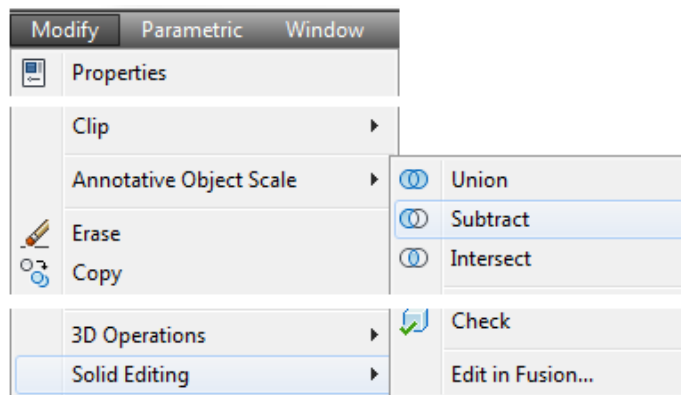 Modify Parametric Window
Properties
Clip
Annotative Object Scale
Erase
Copy
3D Operations
Solid Editing
Union
Subtract
Intersect
Check
Edit in Fusion...